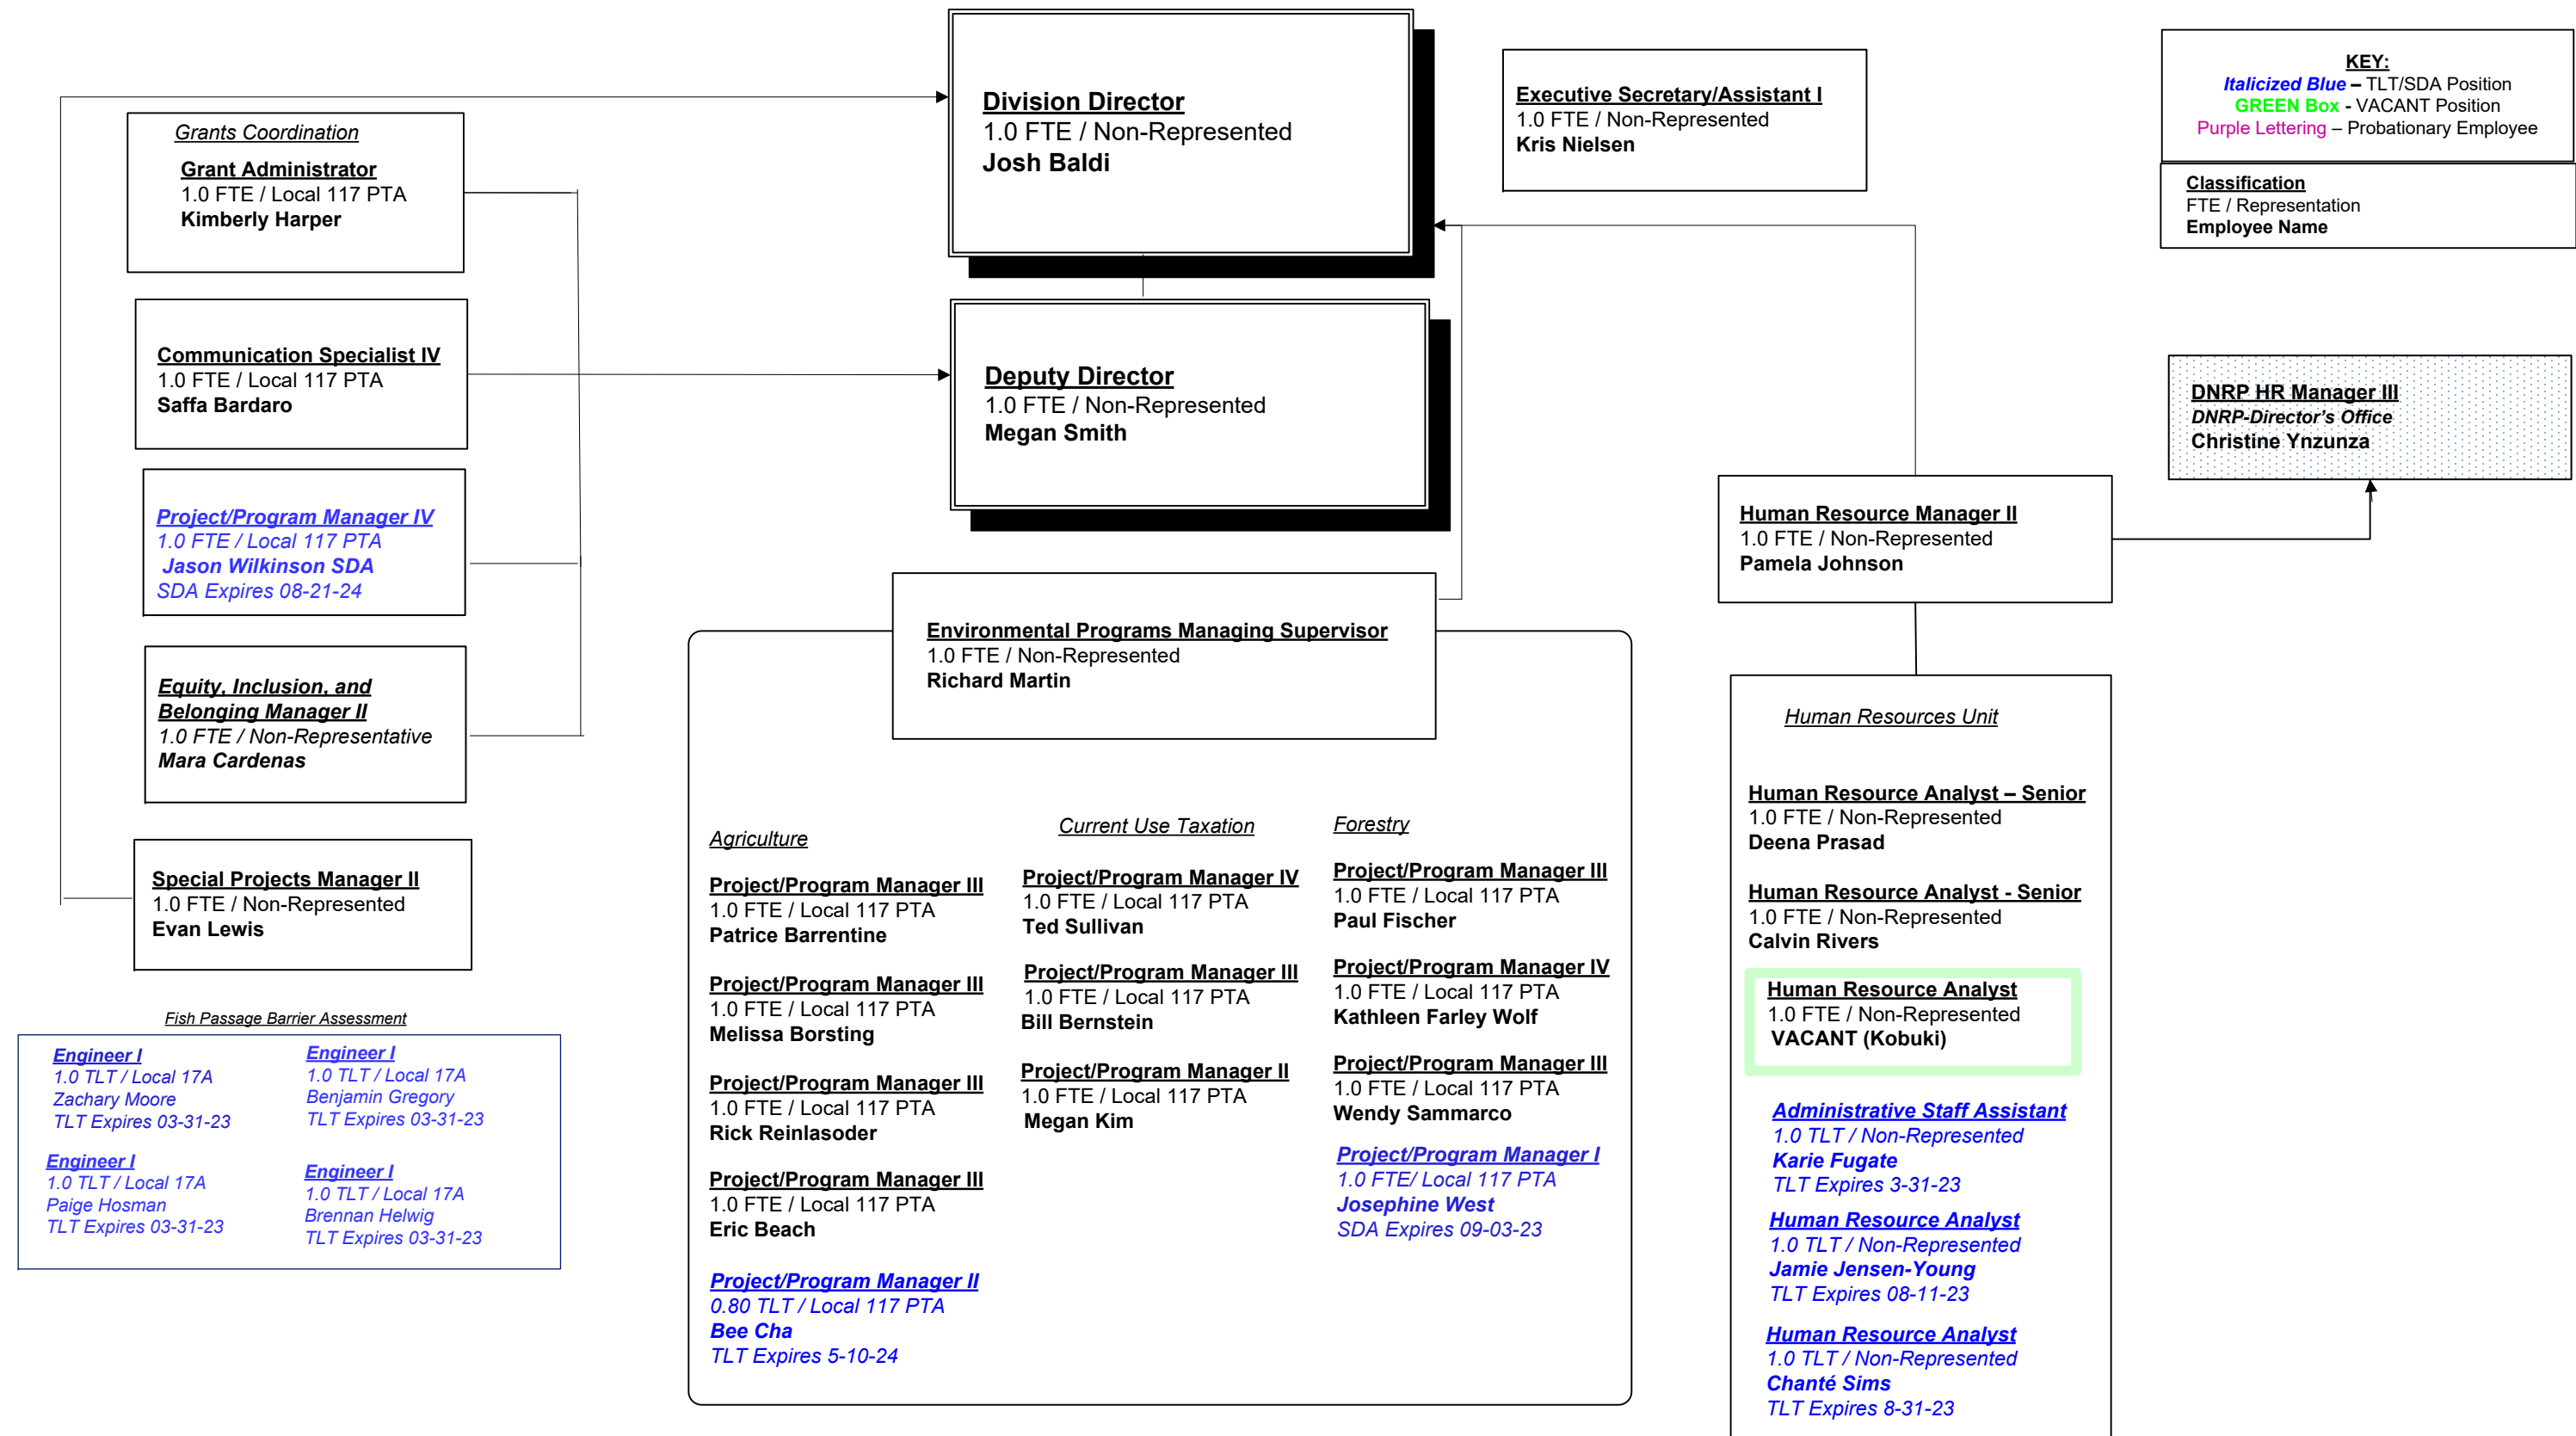 Division Director
1.0 FTE / Non-Represented
Josh Baldi
Executive Secretary/Assistant I
1.0 FTE / Non-Represented
Kris Nielsen
KEY:
Italicized Blue – TLT/SDA Position
GREEN Box - VACANT Position
Purple Lettering – Probationary Employee
Classification
FTE / Representation
Employee Name
Grants Coordination
Grant Administrator
1.0 FTE / Local 117 PTA
Kimberly Harper
Communication Specialist IV
1.0 FTE / Local 117 PTA
Saffa Bardaro
Project/Program Manager IV
1.0 FTE / Local 117 PTA
Jason Wilkinson SDA
SDA Expires 08-21-24
Equity, Inclusion, and
Belonging Manager II
1.0 FTE / Non-Representative
Mara Cardenas
Special Projects Manager II
1.0 FTE / Non-Represented
Evan Lewis
Fish Passage Barrier Assessment
Engineer I
1.0 TLT / Local 17A
Zachary Moore
TLT Expires 03-31-23
Engineer I
1.0 TLT / Local 17A
Benjamin Gregory
TLT Expires 03-31-23
Engineer I
1.0 TLT / Local 17A
Paige Hosman
TLT Expires 03-31-23
Engineer I
1.0 TLT / Local 17A
Brennan Helwig
TLT Expires 03-31-23
Deputy Director
1.0 FTE / Non-Represented
Megan Smith
Environmental Programs Managing Supervisor
1.0 FTE / Non-Represented
Richard Martin
Agriculture
Project/Program Manager III
1.0 FTE / Local 117 PTA
Patrice Barrentine
Project/Program Manager III
1.0 FTE / Local 117 PTA
Melissa Borsting
Project/Program Manager III
1.0 FTE / Local 117 PTA
Rick Reinlasoder
Project/Program Manager III
1.0 FTE / Local 117 PTA
Eric Beach
Project/Program Manager II
0.80 TLT / Local 117 PTA
Bee Cha
TLT Expires 5-10-24
Current Use Taxation
Project/Program Manager IV
1.0 FTE / Local 117 PTA
Ted Sullivan
Project/Program Manager III
1.0 FTE / Local 117 PTA
Bill Bernstein
Project/Program Manager II
1.0 FTE / Local 117 PTA
Megan Kim
Forestry
Project/Program Manager III
1.0 FTE / Local 117 PTA
Paul Fischer
Project/Program Manager IV
1.0 FTE / Local 117 PTA
Kathleen Farley Wolf
Project/Program Manager III
1.0 FTE / Local 117 PTA
Wendy Sammarco
Project/Program Manager I
1.0 FTE/ Local 117 PTA
Josephine West
SDA Expires 09-03-23
DNRP HR Manager III
DNRP-Director's Office
Christine Ynzunza
Human Resource Manager II
1.0 FTE / Non-Represented
Pamela Johnson
Human Resources Unit
Human Resource Analyst – Senior
1.0 FTE / Non-Represented
Deena Prasad
Human Resource Analyst - Senior
1.0 FTE / Non-Represented
Calvin Rivers
Human Resource Analyst
1.0 FTE / Non-Represented
VACANT (Kobuki)
Administrative Staff Assistant
1.0 TLT / Non-Represented
Karie Fugate
TLT Expires 3-31-23
Human Resource Analyst
1.0 TLT / Non-Represented
Jamie Jensen-Young
TLT Expires 08-11-23
Human Resource Analyst
1.0 TLT / Non-Represented
Chanté Sims
TLT Expires 8-31-23